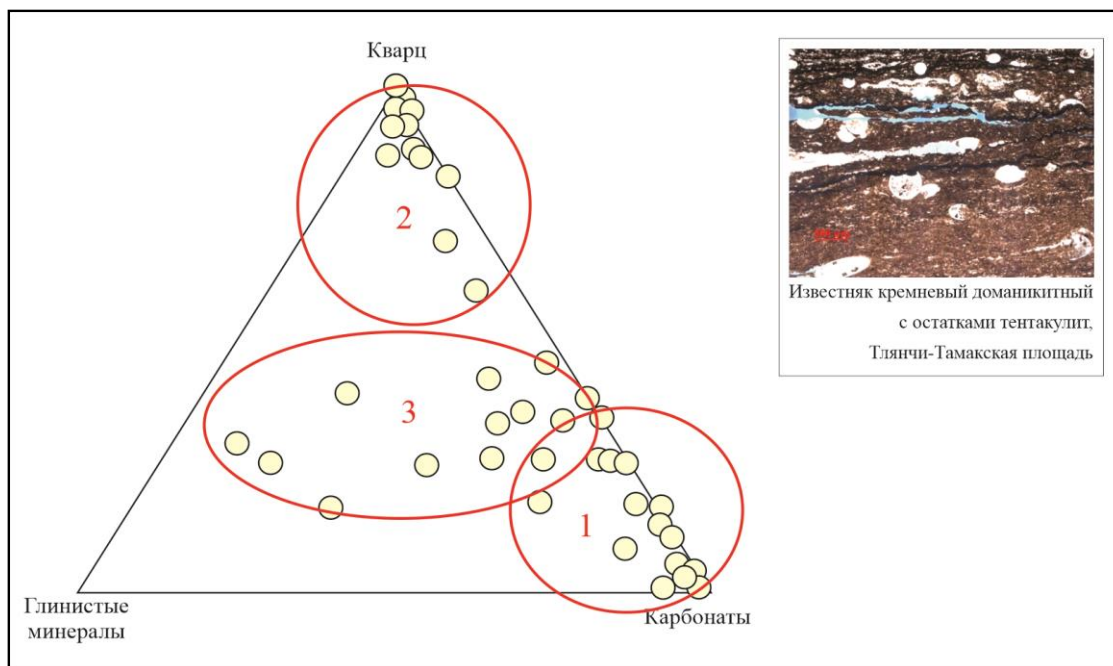 Кварц
2
3
1
Глинистые
минералы
Карбонаты
Известняк кремневый доманикитный
с остатками тентакулит,
Тлянчи-Тамакская площадь